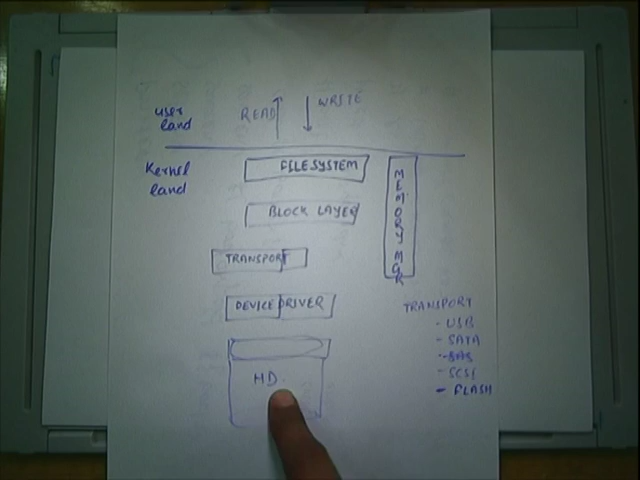 READ WRITE
user land
Kernel land
FILESYSTEM
BLOCK LAYER
TRANSPORT
DEVICE DRIVER
HD
MEMORY MGR
TRANSPORT
- USB
- SATA
- SAS
- SCSI
- FLASH